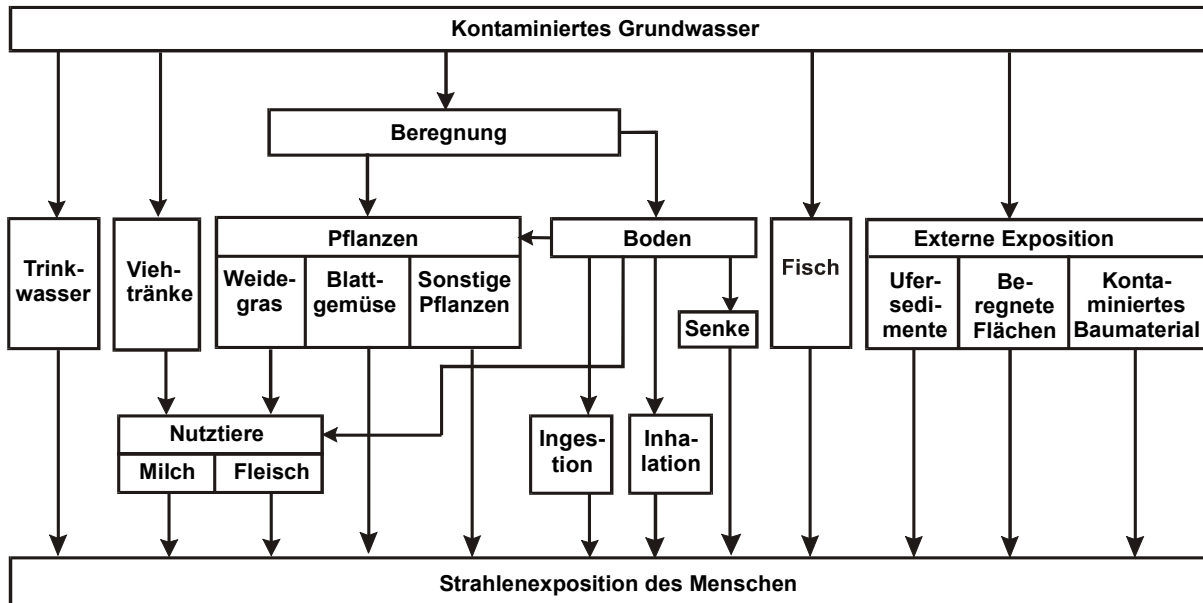 Kontaminiertes Grundwasser
Beregnung
Trink-
wasser
Vieh-
tränke
Pflanzen
Weide-
gras
Blatt-
gemüse
Sonstige
Pflanzen
Boden
Senke
Fisch
Externe Exposition
Ufer-
sedi-
mente
Be-
regnete
Flächen
Konta-
miniertes
Baumaterial
Nutztiere
Milch
Fleisch
Inges-
tion
Inha-
lation
Strahlenexposition des Menschen